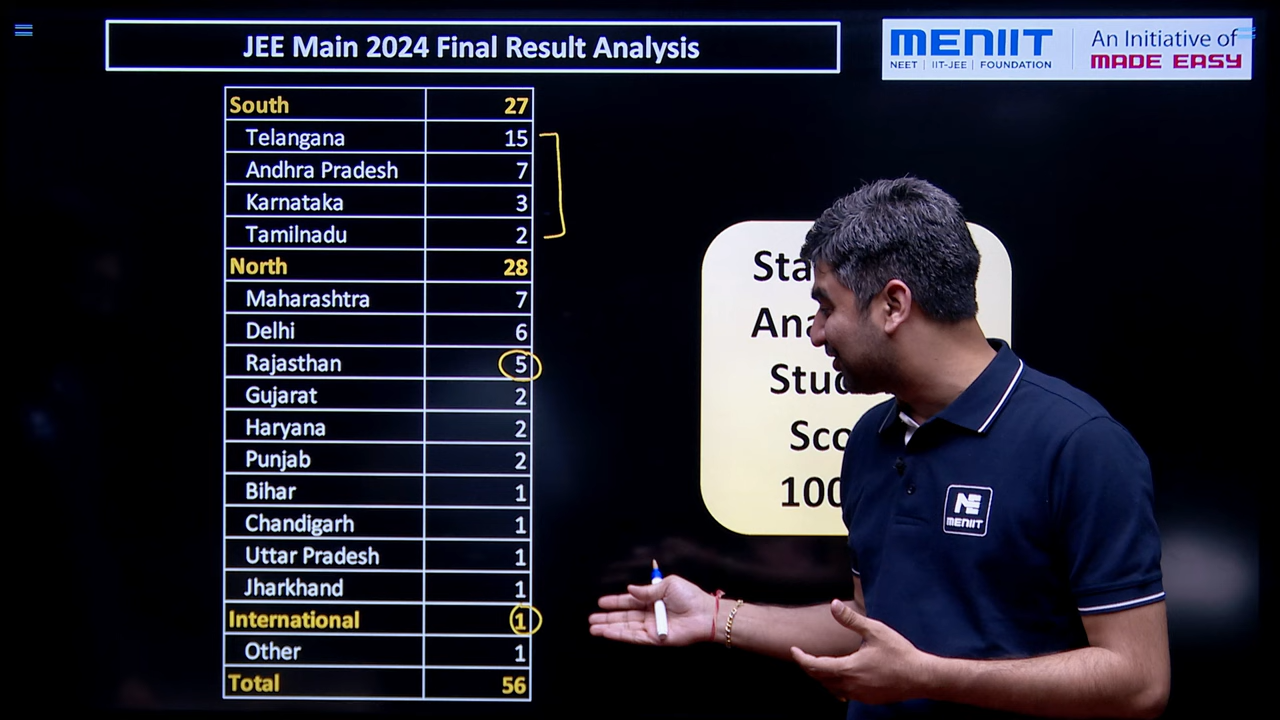 JEE Main 2024 Final Result Analysis
MENIIT
NEET | IIT-JEE | FOUNDATION
An Initiative of
MADE EASY
South 27
Telangana 15
Andhra Pradesh 7
Karnataka 3
Tamilnadu 2
North 28
Maharashtra 7
Delhi 6
Rajasthan 5
Gujarat 2
Haryana 2
Punjab 2
Bihar 1
Chandigarh 1
Uttar Pradesh 1
Jharkhand 1
International 1
Other 1
Total 56
100
NE
MENIIT